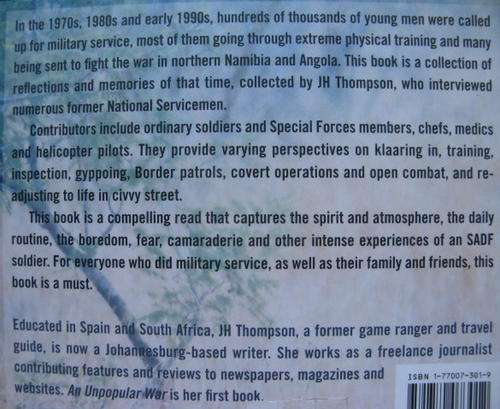 In the 1970s, 1980s and early 1990s, hundreds of thousands of young men were called
up for military service, most of them going through extreme physical training and many
being sent to fight the war in northern Namibia and Angola. This book is a collection of
reflections and memories of that time, collected by JH Thompson, who interviewed
numerous former National Servicemen.
Contributors include ordinary soldiers and Special Forces members, chefs, medics
and helicopter pilots. They provide varying perspectives on klaaring in, training,
inspection, gyppoing, Border patrols, covert operations and open combat, and re-
adjusting to life in civvy street.
This book is a compelling read that captures the spirit and atmosphere, the daily
routine, the boredom, fear, camaraderie and other intense experiences of an SADF
soldier. For everyone who did military service, as well as their family and friends, this
book is a must.
Educated in Spain and South Africa, JH Thompson, a former game ranger and travel
guide, is now a Johannesburg-based writer. She works as a freelance journalist
contributing features and reviews to newspapers, magazines and
websites. An Unpopular War is her first book.
ISBN 1-77007-301-9